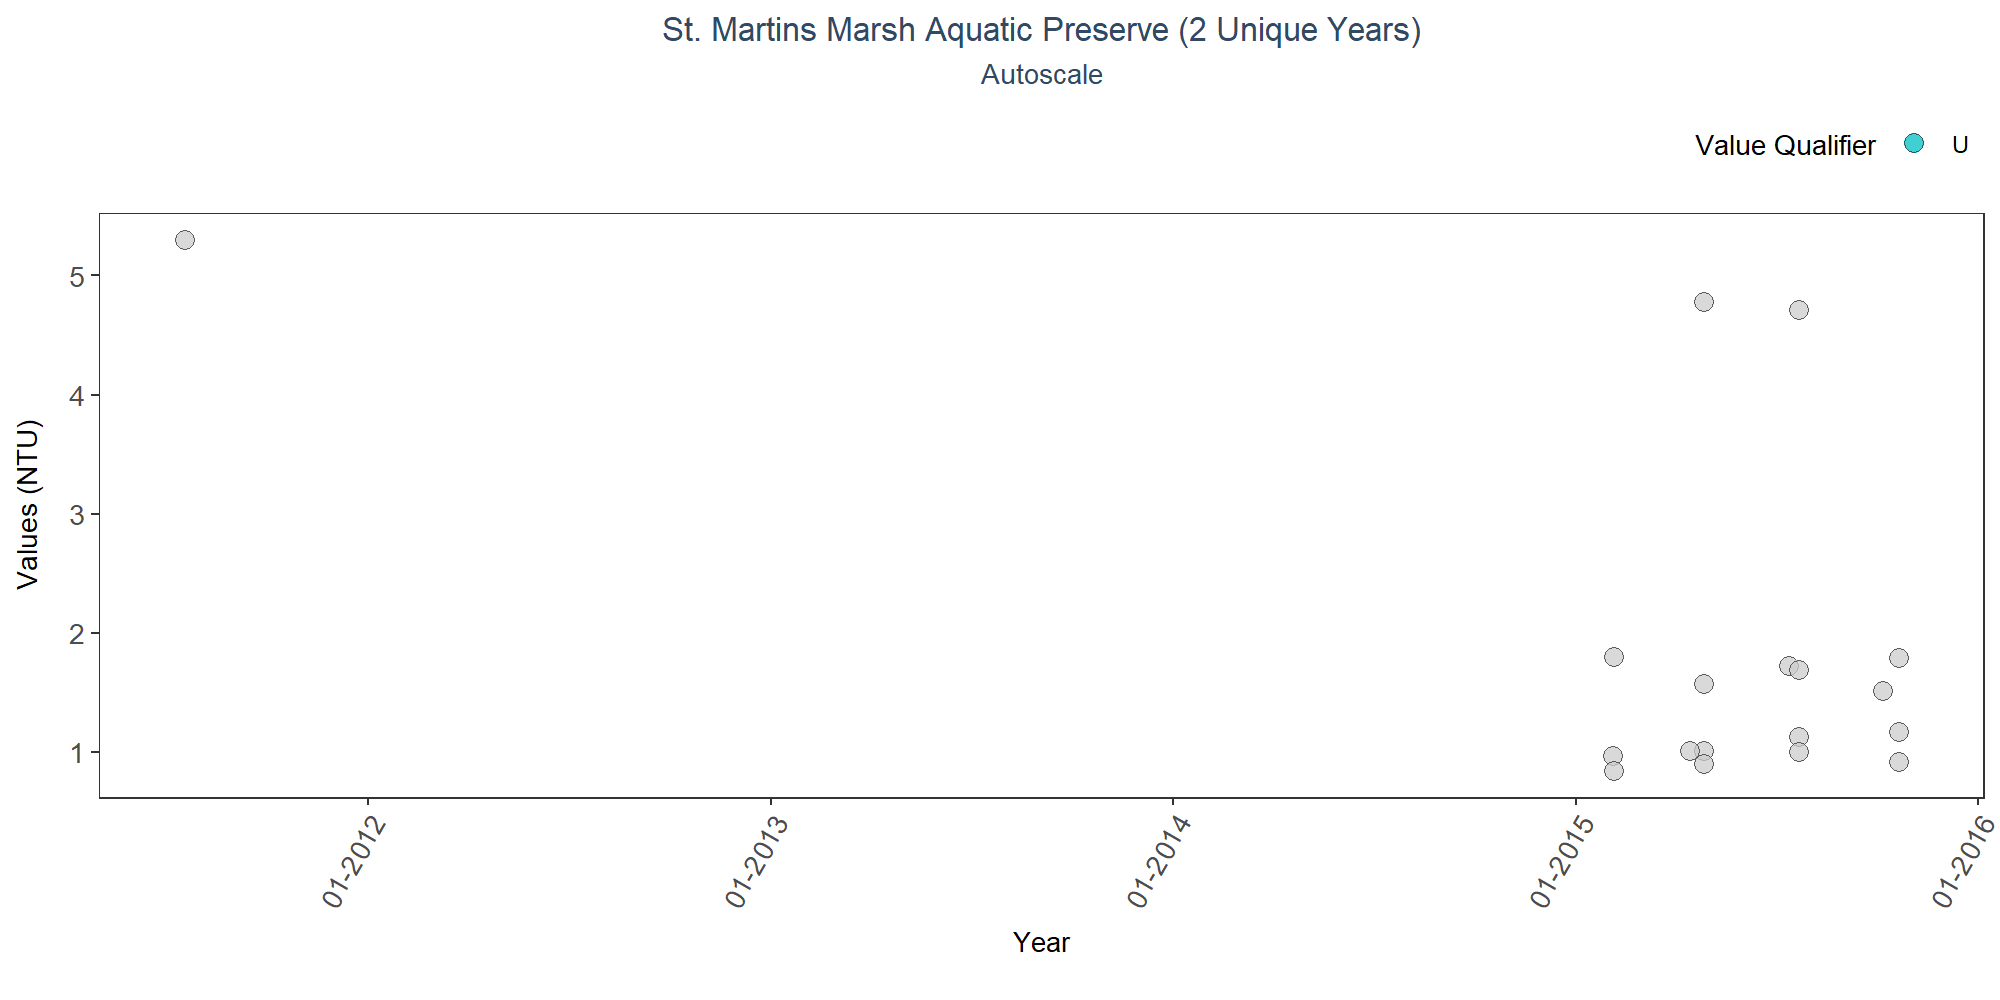 St. Martins Marsh Aquatic Preserve (2 Unique Years)
Autoscale
Value Qualifier U
Values (NTU)
5
4
3
2
1
01-2012
01-2013
01-2014
01-2015
01-2016
Year